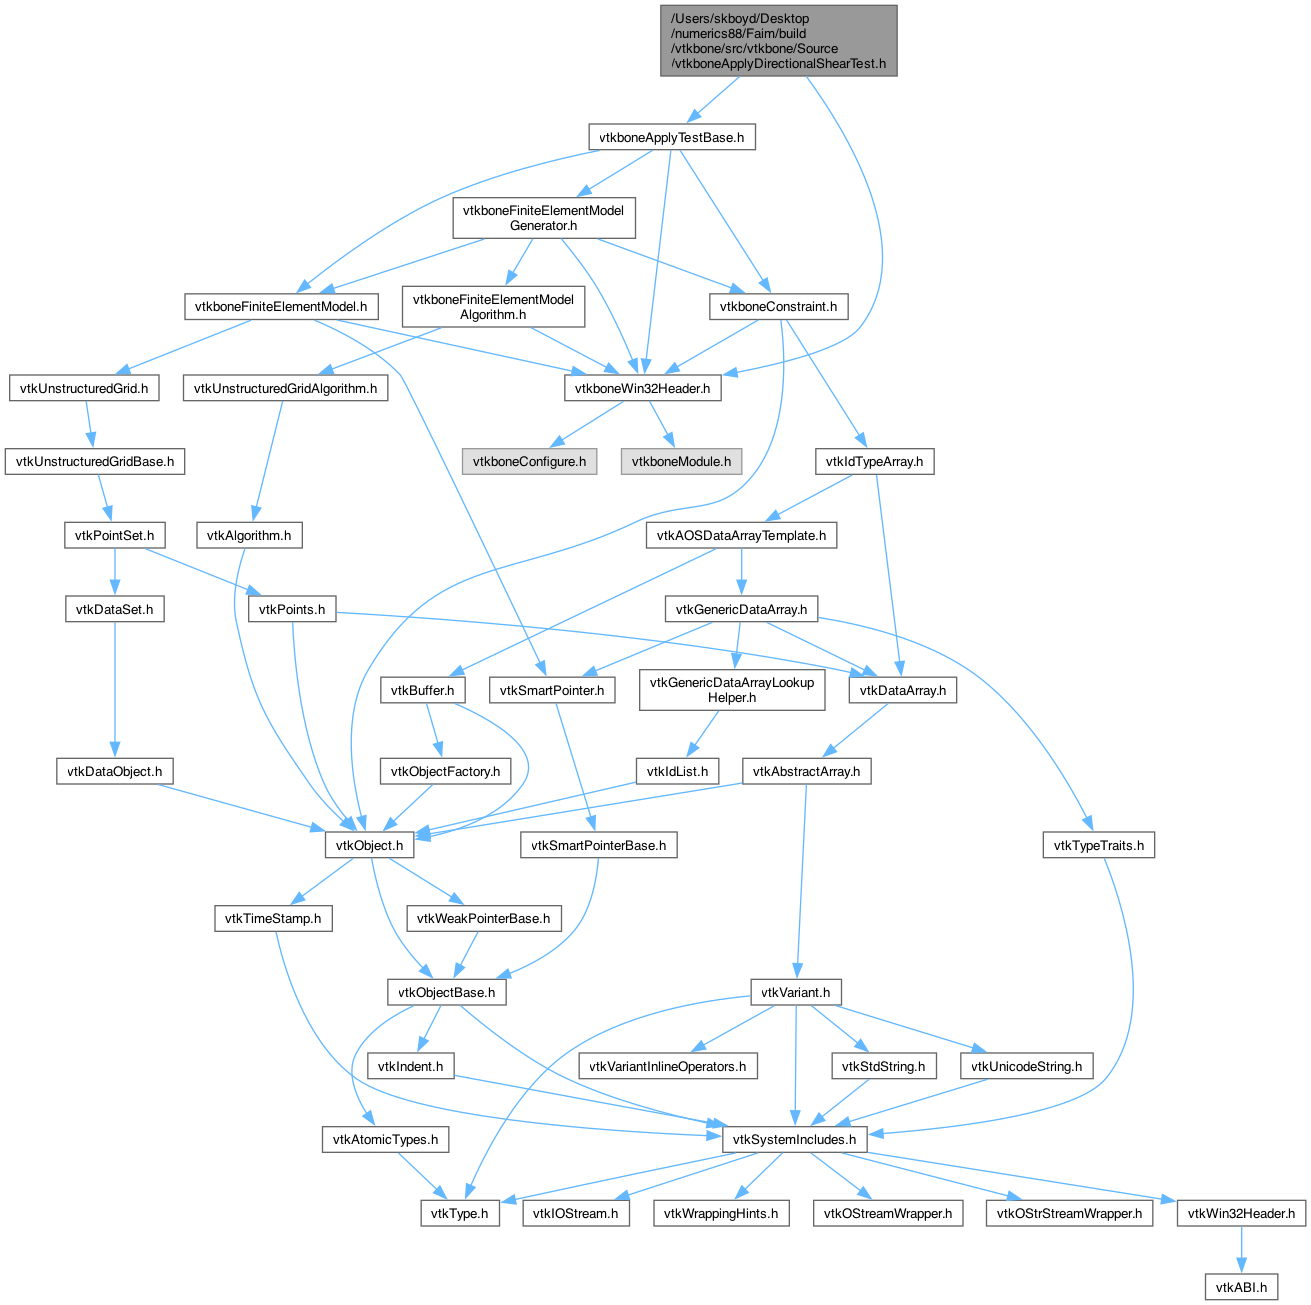 /Users/skboyd/Desktop
/numerics88/Faim/build
/vtkbone/src/vtkbone/Source
/vtkboneApplyDirectionalShearTest.h
vtkboneApplyTestBase.h
vtkboneFiniteElementModel
Generator.h
vtkboneFiniteElementModel.h
vtkboneFiniteElementModel
Algorithm.h
vtkboneConstraint.h
vtkUnstructuredGrid.h
vtkUnstructuredGridAlgorithm.h
vtkboneWin32Header.h
vtkUnstructuredGridBase.h
vtkboneConfigure.h
vtkboneModule.h
vtkIdTypeArray.h
vtkPointSet.h
vtkAlgorithm.h
vtkAOSDataArrayTemplate.h
vtkDataSet.h
vtkPoints.h
vtkGenericDataArray.h
vtkBuffer.h
vtkSmartPointer.h
vtkGenericDataArrayLookup
Helper.h
vtkDataArray.h
vtkDataObject.h
vtkObjectFactory.h
vtkIdList.h
vtkAbstractArray.h
vtkObject.h
vtkSmartPointerBase.h
vtkTypeTraits.h
vtkTimeStamp.h
vtkWeakPointerBase.h
vtkObjectBase.h
vtkVariant.h
vtkIndent.h
vtkVariantInlineOperators.h
vtkStdString.h
vtkUnicodeString.h
vtkAtomicTypes.h
vtkSystemIncludes.h
vtkType.h
vtkIOStream.h
vtkWrappingHints.h
vtkOStreamWrapper.h
vtkOStrStreamWrapper.h
vtkWin32Header.h
vtkABI.h